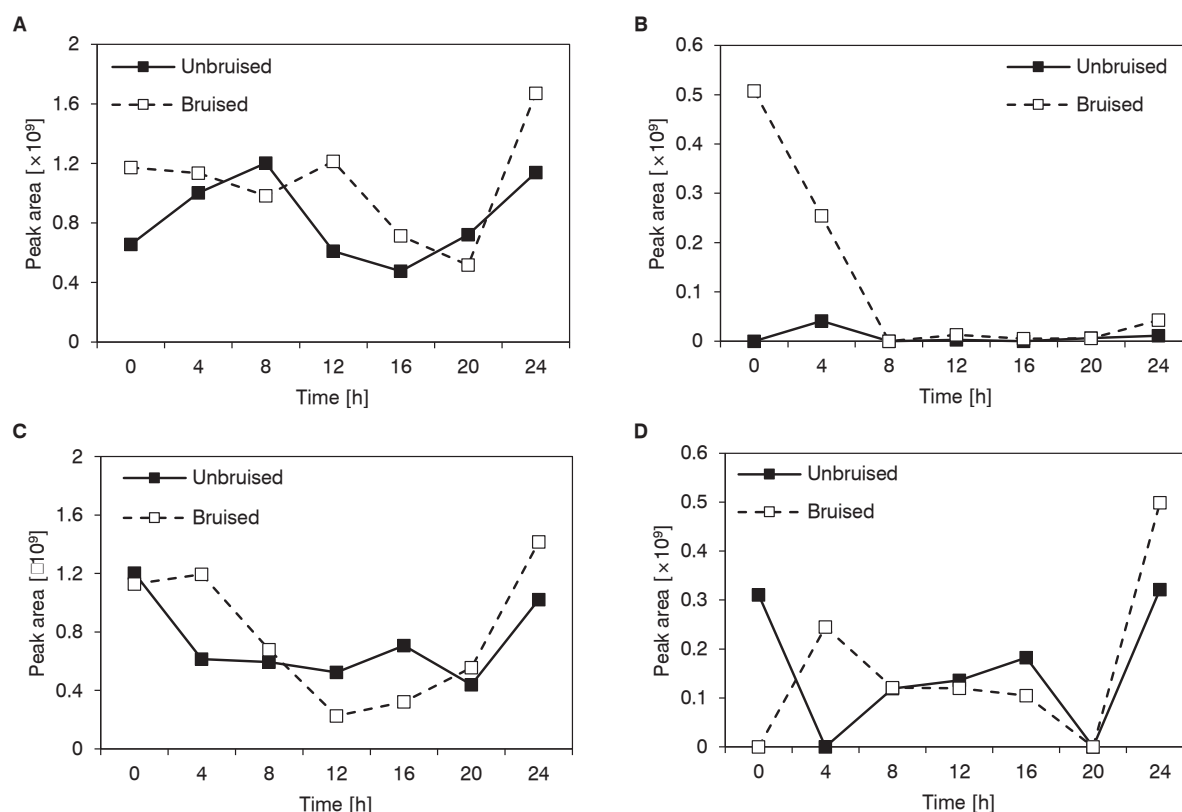 A
Peak area [×10⁹]
2
1.6
1.2
0.8
0.4
0
Unbruised
Bruised
0 4 8 12 16 20 24
Time [h]
B
Peak area [×10⁹]
0.6
0.5
0.4
0.3
0.2
0.1
0
Unbruised
Bruised
0 4 8 12 16 20 24
Time [h]
C
Peak area [□10⁹]
2
1.6
1.2
0.8
0.4
0
Unbruised
Bruised
0 4 8 12 16 20 24
Time [h]
D
Peak area [×10⁹]
0.6
0.5
0.4
0.3
0.2
0.1
0
Unbruised
Bruised
0 4 8 12 16 20 24
Time [h]